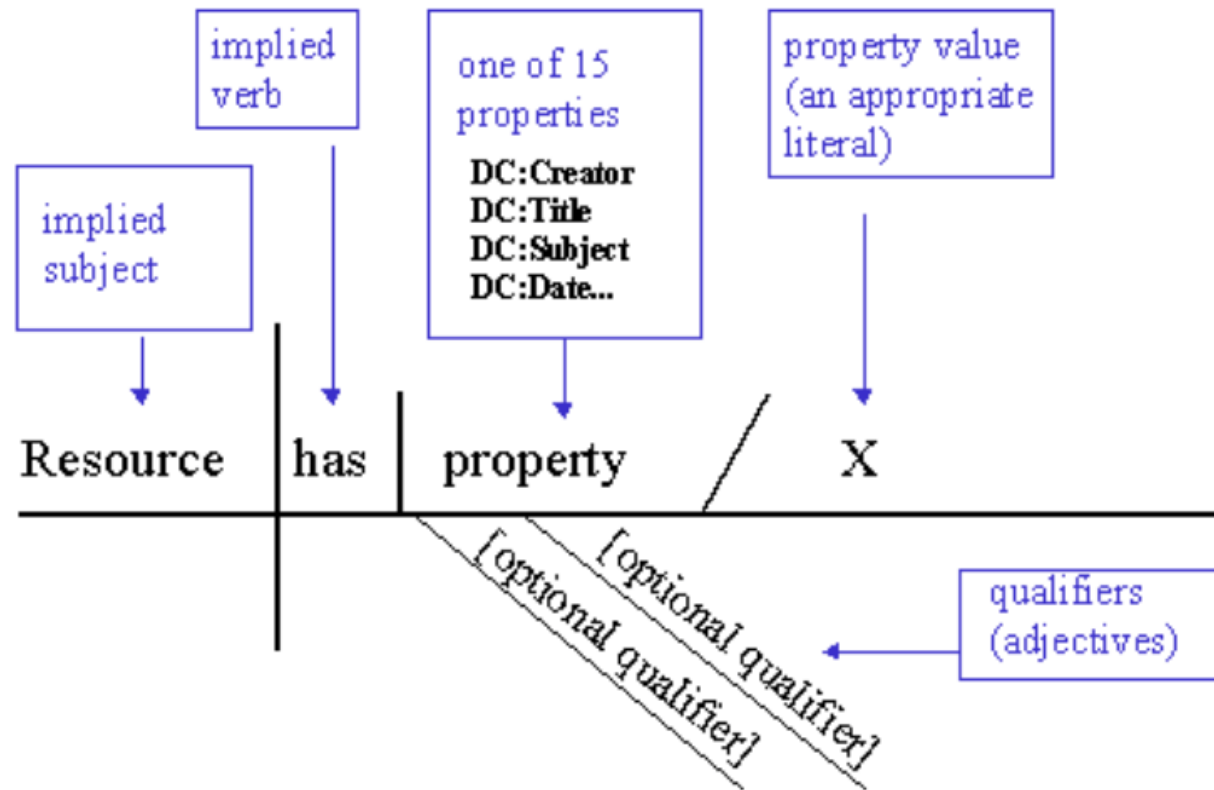 implied
verb
one of 15
properties
DC:Creator
DC:Title
DC:Subject
DC:Date...
property value
(an appropriate
literal)
implied
subject
Resource has property X
[optional qualifier]
[optional qualifier]
qualifiers
(adjectives)